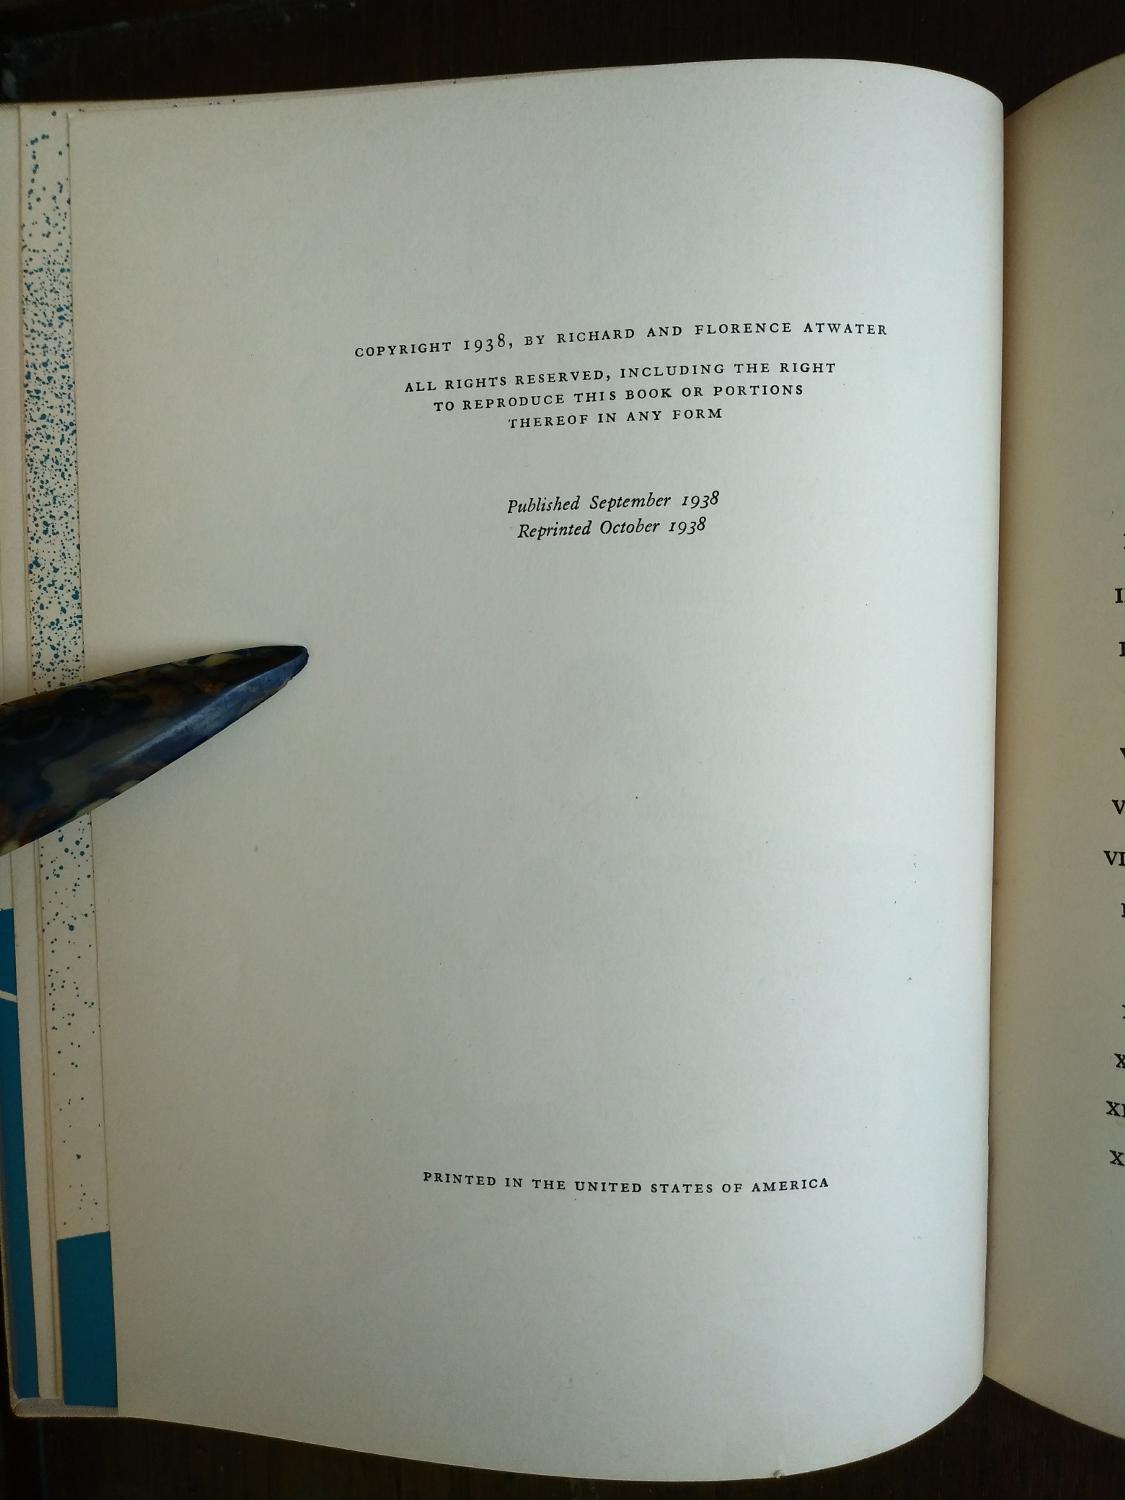 COPYRIGHT 1938, BY RICHARD AND FLORENCE ATWATER
ALL RIGHTS RESERVED, INCLUDING THE RIGHT
TO REPRODUCE THIS BOOK OR PORTIONS
THEREOF IN ANY FORM
Published September 1938
Reprinted October 1938
PRINTED IN THE UNITED STATES OF AMERICA